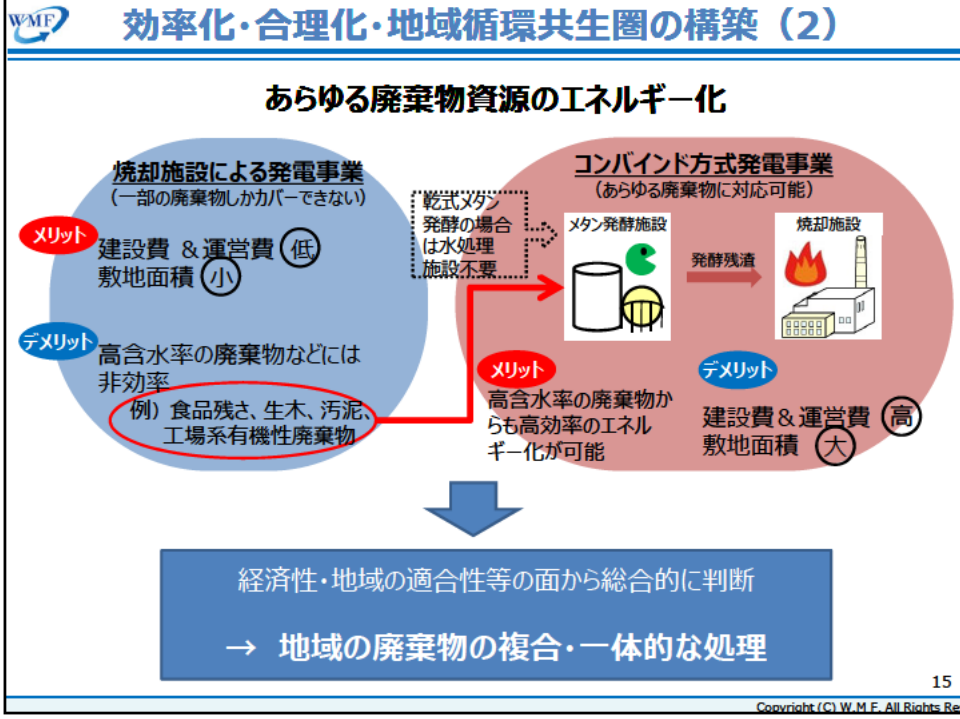 WMF
効率化・合理化・地域循環共生圏の構築（2）
あらゆる廃棄物資源のエネルギー化
焼却施設による発電事業
（一部の廃棄物しかカバーできない）
メリット
建設費 ＆運営費 低
敷地面積 小
デメリット
高含水率の廃棄物などには
非効率
例）食品残さ、生木、汚泥、
工場系有機性廃棄物
乾式メタン
発酵の場合
は水処理
施設不要
コンバインド方式発電事業
（あらゆる廃棄物に対応可能）
メタン発酵施設
発酵残渣
焼却施設
メリット
高含水率の廃棄物か
らも高効率のエネル
ギー化が可能
デメリット
建設費＆運営費 高
敷地面積 大
経済性・地域の適合性等の面から総合的に判断
→ 地域の廃棄物の複合・一体的な処理
15
Copyright (C) W.M.F. All Rights Re